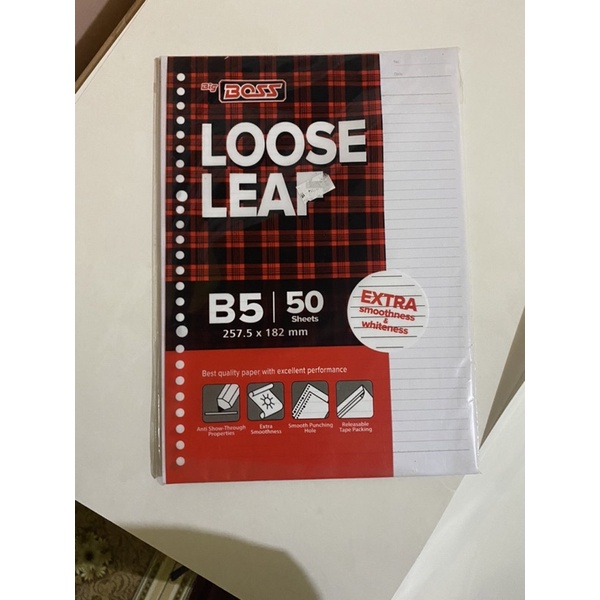 Big BOSS
LOOSE
LEAF
B5 | 50 Sheets
257.5 x 182 mm
EXTRA
smoothness
&
whiteness
Best quality paper with excellent performance
Anti Show-Through Properties
Extra Smoothness
Smooth Punching Hole
Releasable Tape Packing